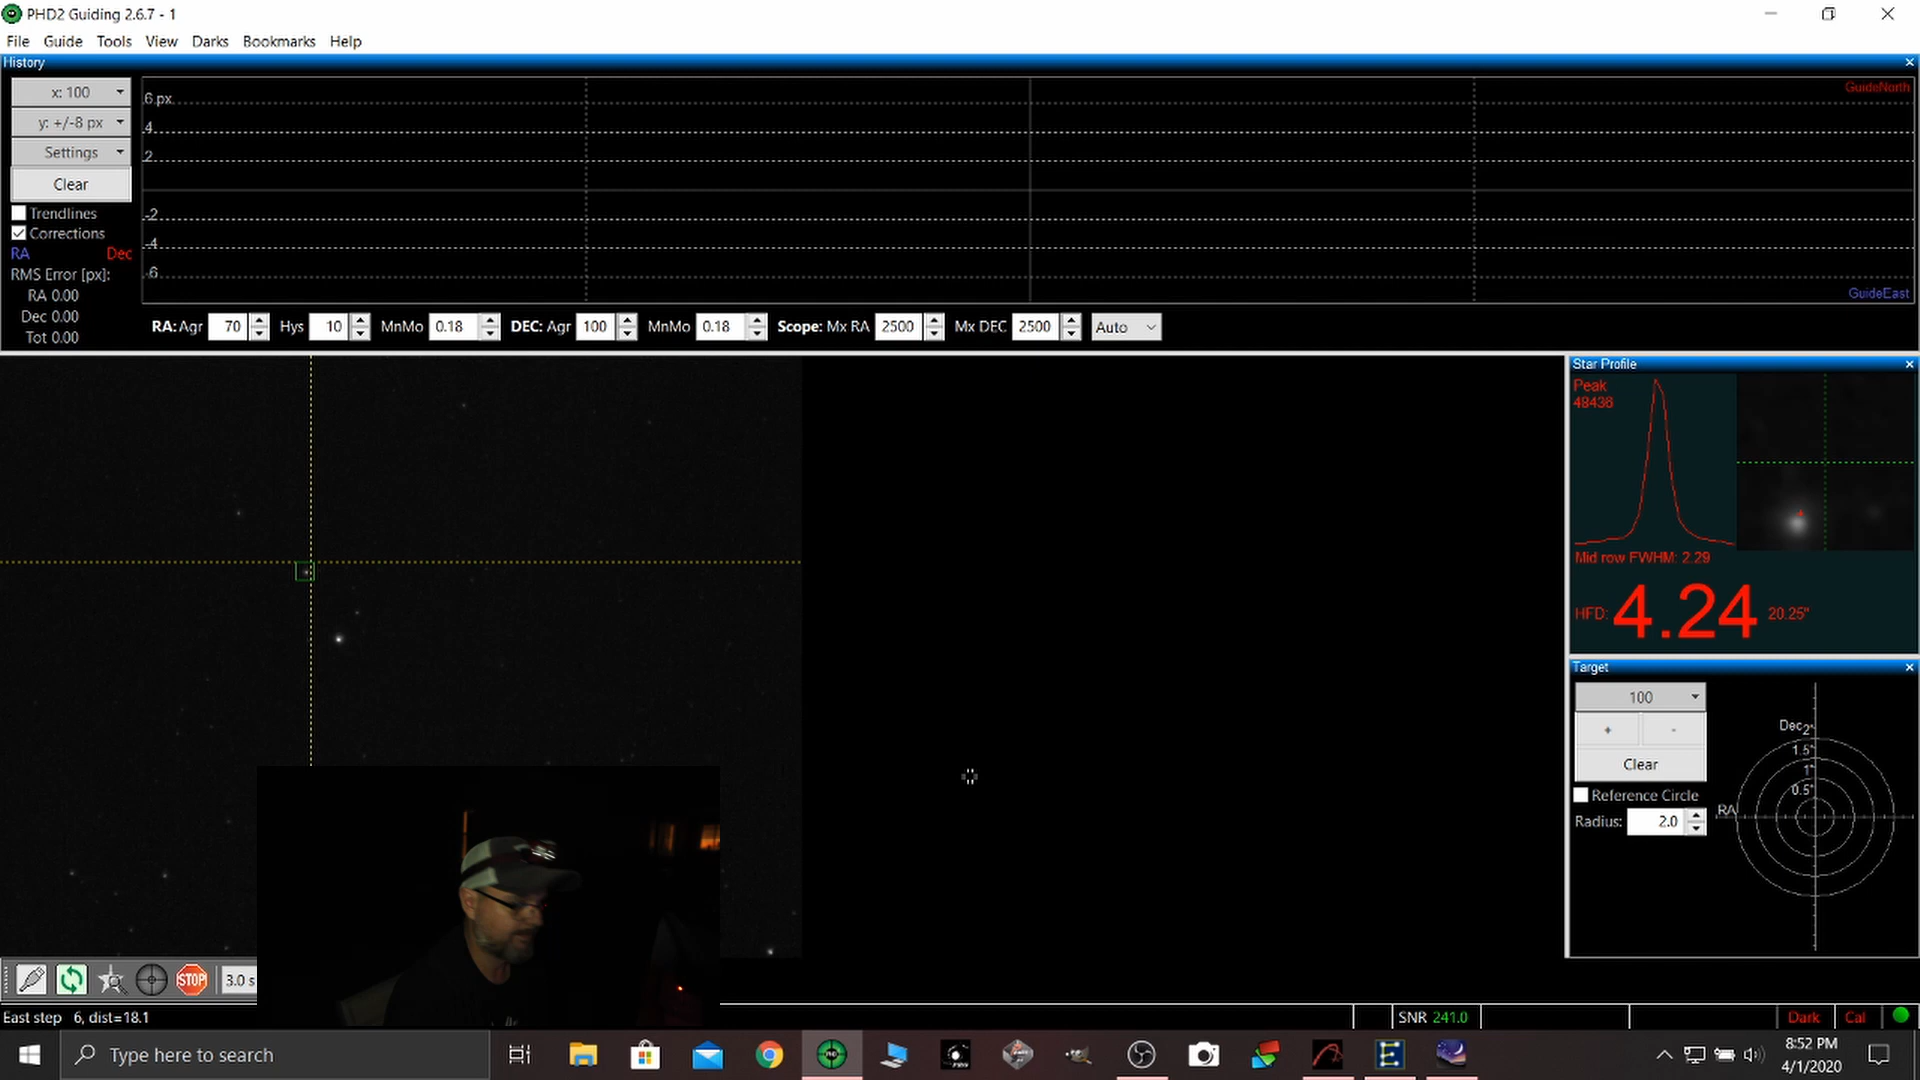 PHD2 Guiding 2.6.7 - 1
File Guide Tools View Darks Bookmarks Help
History
x: 100
y: +/-8 px
Settings
Clear
Trendlines
Corrections
RA Dec
RMS Error [px]:
RA 0.00
Dec 0.00
Tot 0.00
6 px
4
2
-2
-4
-6
GuideNorth
GuideEast
RA: Agr 70 Hys 10 MnMo 0.18 DEC: Agr 100 MnMo 0.18 Scope: Mx RA 2500 Mx DEC 2500 Auto
Star Profile
Peak
48436
Mid row FWHM: 2.29
HFD: 4.24 20.25"
Target
100
+ -
Clear
Reference Circle
Radius: 2.0
Dec
2"
1.5"
1"
0.5"
RA
STOP
3.0 s
East step 6, dist=18.1
SNR 241.0
Dark Cal
Type here to search
PHD
8:52 PM
4/1/2020